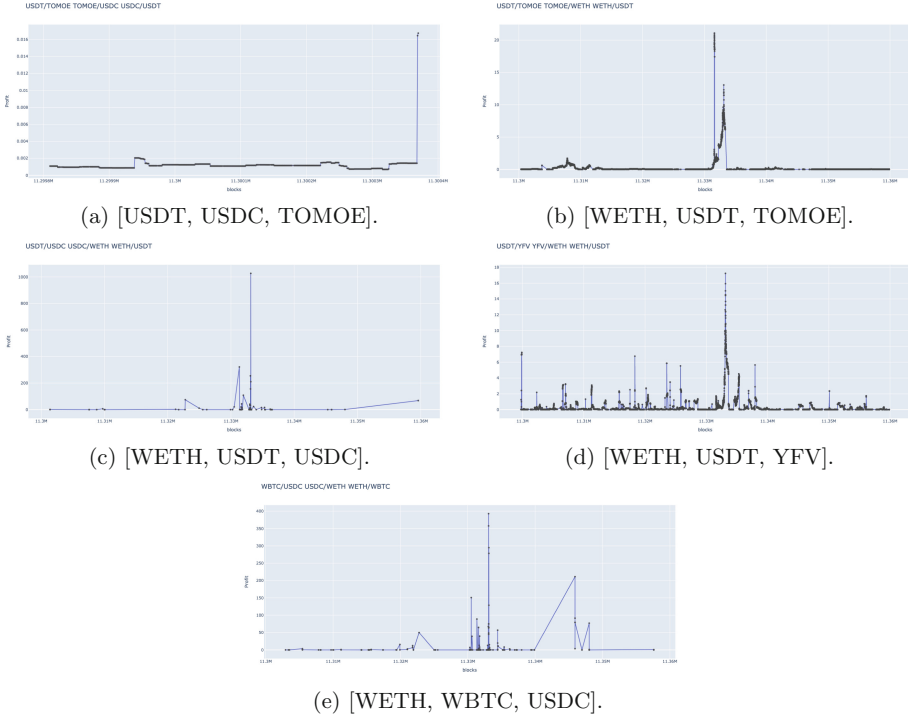 USDT/TOMOE TOMOE/USDC USDC/USDT
0.016
0.014
0.012
0.01
0.008
0.006
0.004
0.002
0
Profit
11.2998M 11.2999M 11.3M 11.3001M 11.3002M 11.3003M 11.3004M
blocks
(a) [USDT, USDC, TOMOE].
USDT/TOMOE TOMOE/WETH WETH/USDT
20
15
10
5
0
Profit
11.3M 11.31M 11.32M 11.33M 11.34M 11.35M 11.36M
blocks
(b) [WETH, USDT, TOMOE].
USDT/USDC USDC/WETH WETH/USDT
1000
800
600
400
200
0
Profit
11.3M 11.31M 11.32M 11.33M 11.34M 11.35M 11.36M
blocks
(c) [WETH, USDT, USDC].
USDT/YFV YFV/WETH WETH/USDT
18
16
14
12
10
8
6
4
2
0
Profit
11.3M 11.31M 11.32M 11.33M 11.34M 11.35M 11.36M
blocks
(d) [WETH, USDT, YFV].
WBTC/USDC USDC/WETH WETH/WBTC
400
350
300
250
200
150
100
50
0
Profit
11.3M 11.31M 11.32M 11.33M 11.34M 11.35M 11.36M
blocks
(e) [WETH, WBTC, USDC].